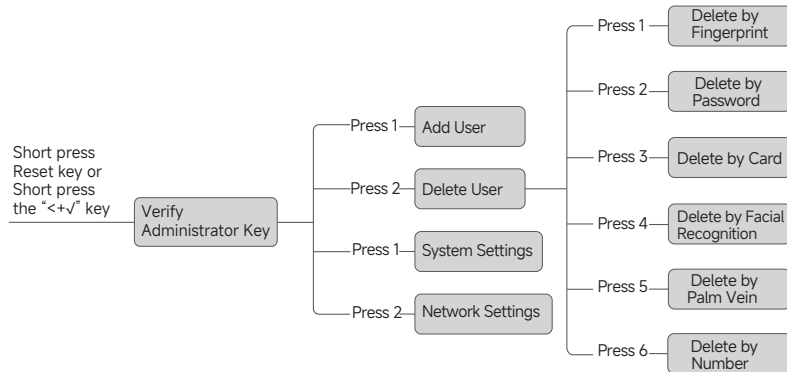 Short press
Reset key or
Short press
the “<+√” key
Verify
Administrator Key
Press 1
Add User
Press 2
Delete User
Press 1
System Settings
Press 2
Network Settings
Press 1
Delete by
Fingerprint
Press 2
Delete by
Password
Press 3
Delete by Card
Press 4
Delete by Facial
Recognition
Press 5
Delete by
Palm Vein
Press 6
Delete by
Number